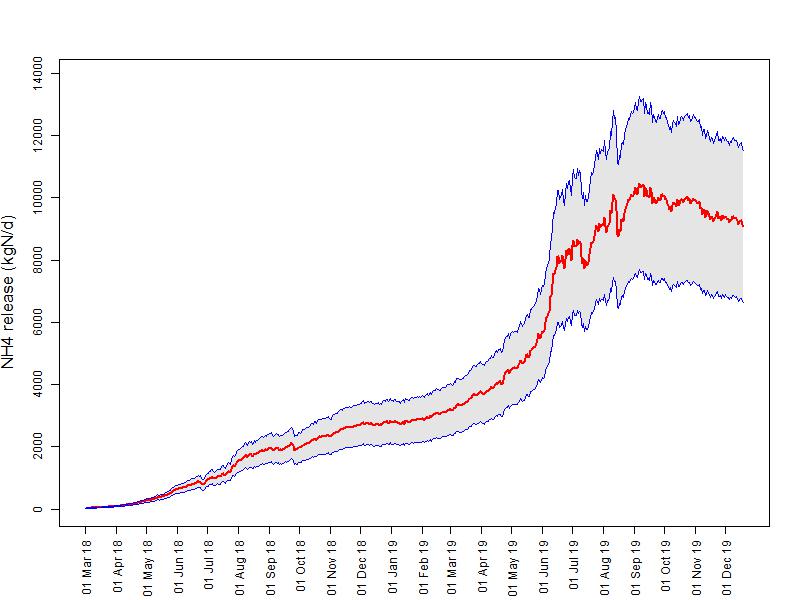 NH4 release (kgN/d)
14000
12000
10000
8000
6000
4000
2000
0
01 Mar 18
01 Apr 18
01 May 18
01 Jun 18
01 Jul 18
01 Aug 18
01 Sep 18
01 Oct 18
01 Nov 18
01 Dec 18
01 Jan 19
01 Feb 19
01 Mar 19
01 Apr 19
01 May 19
01 Jun 19
01 Jul 19
01 Aug 19
01 Sep 19
01 Oct 19
01 Nov 19
01 Dec 19